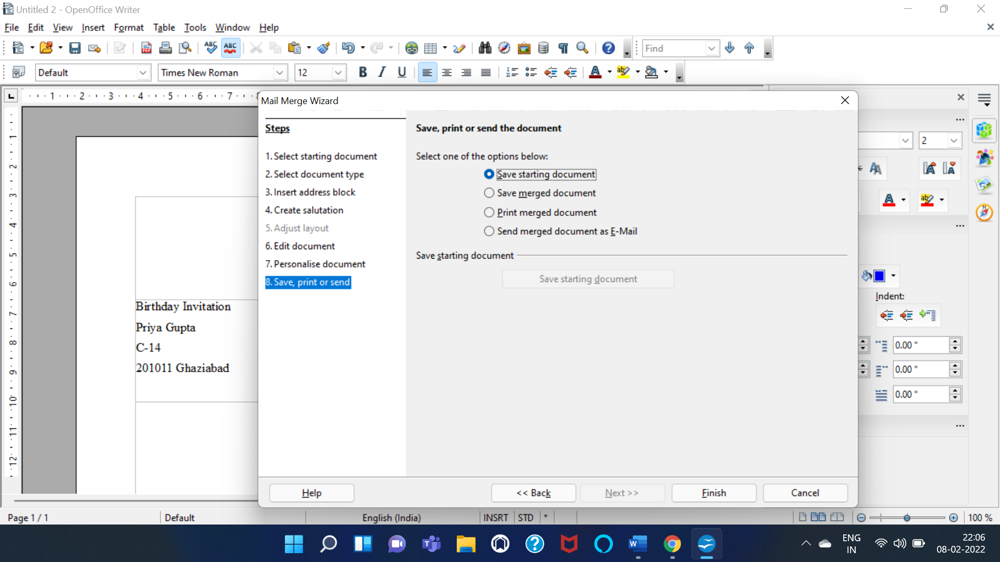 Untitled 2 - OpenOffice Writer
File Edit View Insert Format Table Tools Window Help
Find
Default Times New Roman 12
Mail Merge Wizard
Steps
1. Select starting document
2. Select document type
3. Insert address block
4. Create salutation
5. Adjust layout
6. Edit document
7. Personalise document
8. Save, print or send
Save, print or send the document
Select one of the options below:
Save starting document
Save merged document
Print merged document
Send merged document as E-Mail
Save starting document
Save starting document
Help << Back Next >> Finish Cancel
Birthday Invitation
Priya Gupta
C-14
201011 Ghaziabad
2
Indent:
0.00 "
0.00 "
0.00 "
Page 1 / 1 Default English (India) INSRT STD * 100 %
ENG
IN
22:06
08-02-2022